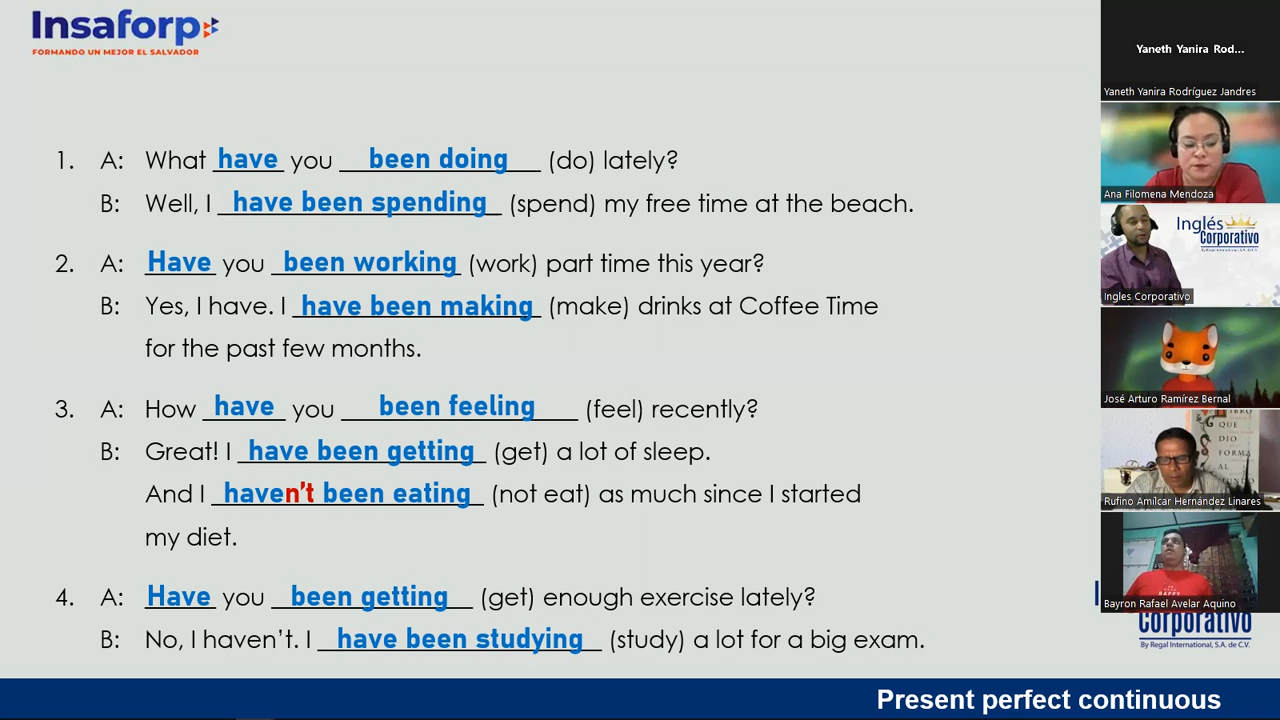 Insaforp
FORMANDO UN MEJOR EL SALVADOR
1. A: What have you been doing (do) lately?
B: Well, I have been spending (spend) my free time at the beach.
2. A: Have you been working (work) part time this year?
B: Yes, I have. I have been making (make) drinks at Coffee Time
for the past few months.
3. A: How have you been feeling (feel) recently?
B: Great! I have been getting (get) a lot of sleep.
And I haven't been eating (not eat) as much since I started
my diet.
4. A: Have you been getting (get) enough exercise lately?
B: No, I haven't. I have been studying (study) a lot for a big exam.
Present perfect continuous
Yaneth Yanira Rod...
Yaneth Yanira Rodríguez Jandres
Ana Filomena Mendoza
Inglés
Corporativo
Ingles Corporativo
José Arturo Ramírez Bernal
QUE
DIO
FORMA
AL
Rufino Amílcar Hernández Linares
HAPPY
Bayron Rafael Avelar Aquino
Corporativo
By Regal International, S.A. de C.V.